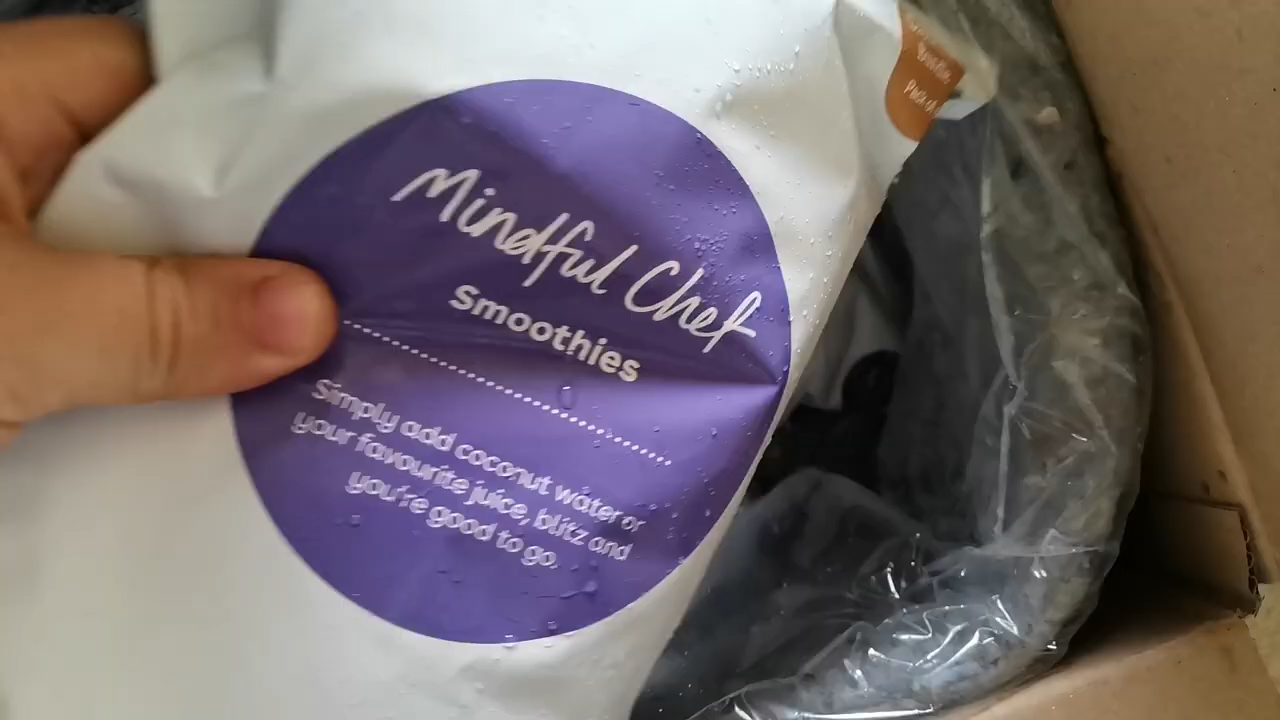 Mindful Chef
Smoothies
Simply add coconut water or
your favourite juice, blitz and
you're good to go.